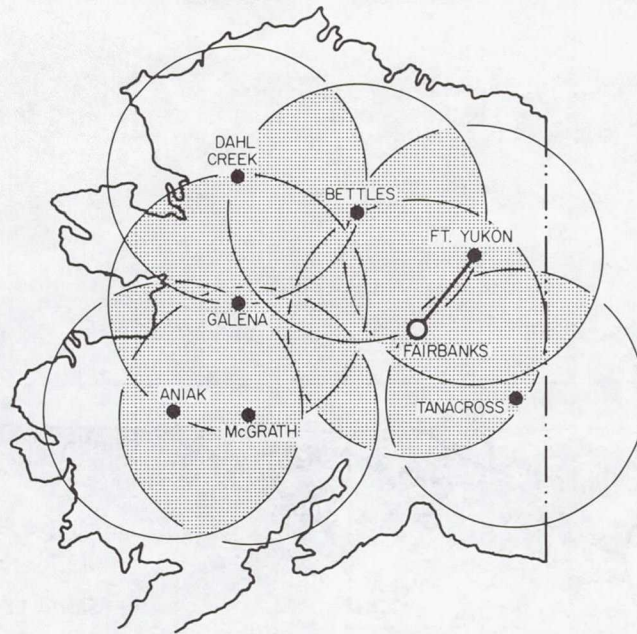 DAHL
CREEK
BETTLES
FT. YUKON
GALENA
FAIRBANKS
ANIAK
TANACROSS
McGRATH